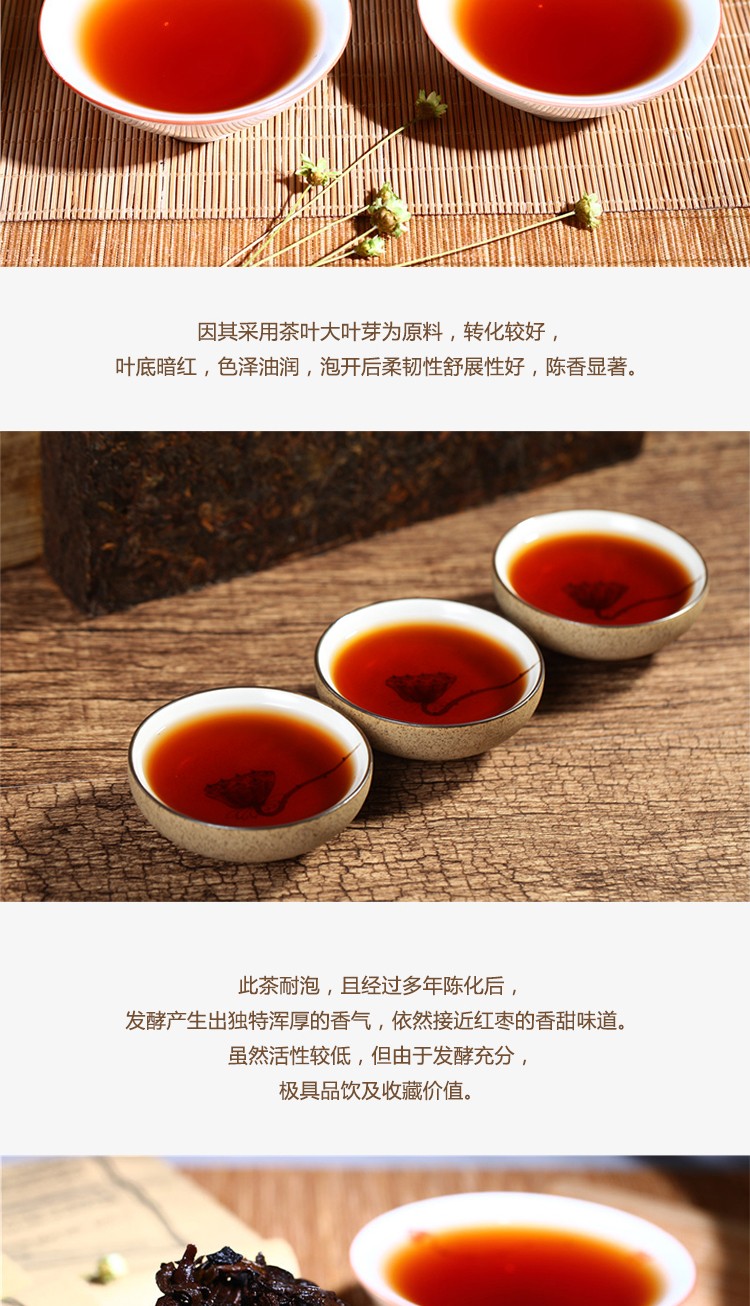 因其采用茶叶大叶芽为原料，转化较好，
叶底暗红，色泽油润，泡开后柔韧性舒展性好，陈香显著。
此茶耐泡，且经过多年陈化后，
发酵产生出独特浑厚的香气，依然接近红枣的香甜味道。
虽然活性较低，但由于发酵充分，
极具品饮及收藏价值。